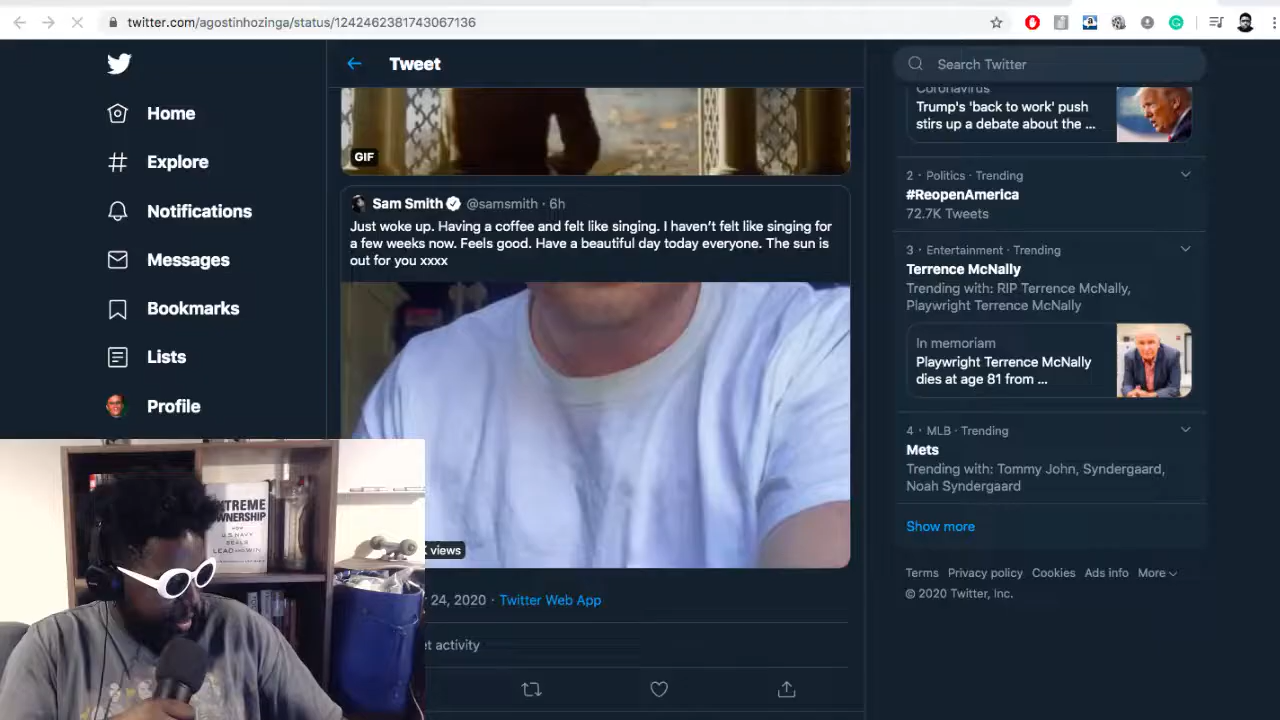 twitter.com/agostinhozinga/status/1242462381743067136
Tweet
Search Twitter
Home
Explore
Notifications
Messages
Bookmarks
Lists
Profile
GIF
Sam Smith @samsmith · 6h
Just woke up. Having a coffee and felt like singing. I haven't felt like singing for
a few weeks now. Feels good. Have a beautiful day today everyone. The sun is
out for you xxxx
views
24, 2020 · Twitter Web App
activity
Coronavirus
Trump's 'back to work' push
stirs up a debate about the ...
2 · Politics · Trending
#ReopenAmerica
72.7K Tweets
3 · Entertainment · Trending
Terrence McNally
Trending with: RIP Terrence McNally,
Playwright Terrence McNally
In memoriam
Playwright Terrence McNally
dies at age 81 from ...
4 · MLB · Trending
Mets
Trending with: Tommy John, Syndergaard,
Noah Syndergaard
Show more
Terms Privacy policy Cookies Ads info More
© 2020 Twitter, Inc.
EXTREME
OWNERSHIP
HOW
U.S. NAVY
SEALS
LEAD AND WIN